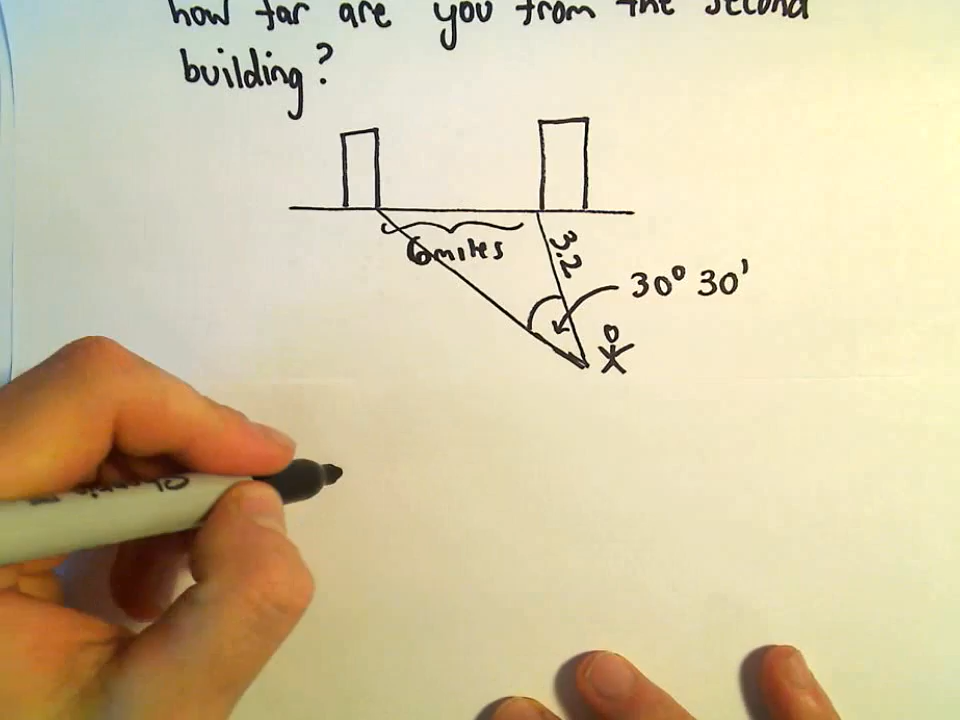 how far are you from the second
building?
6 miles
3.2
30° 30'